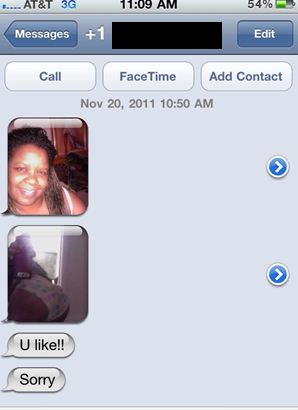 AT&T 3G 11:09 AM 54%
Messages +1 Edit
Call FaceTime Add Contact
Nov 20, 2011 10:50 AM
U like!!
Sorry